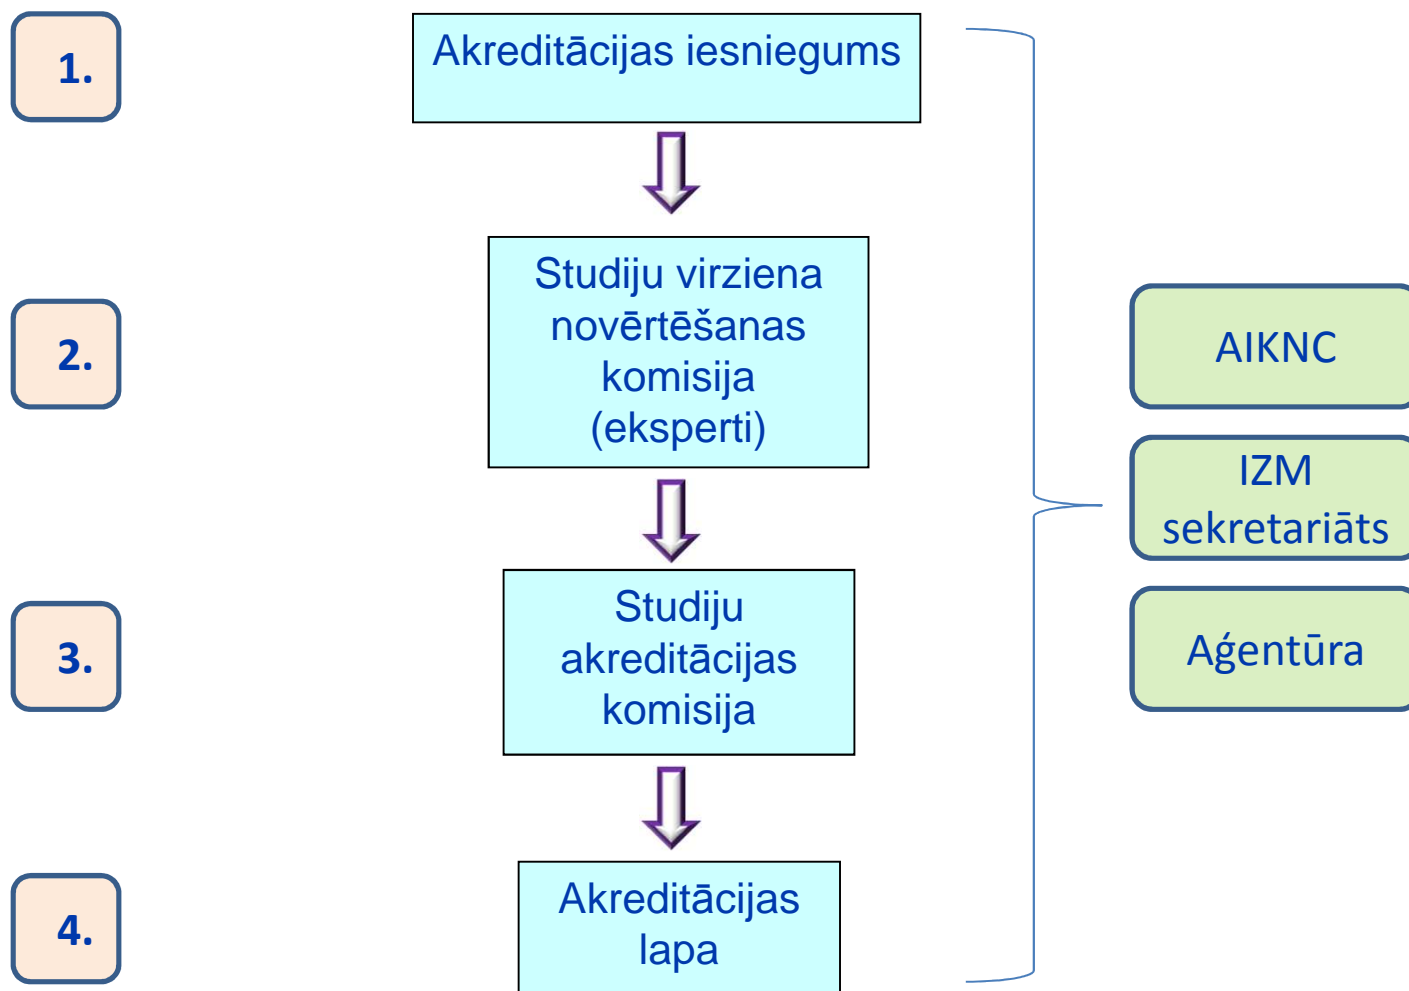 1.
Akreditācijas iesniegums
2.
Studiju virziena
novērtēšanas
komisija
(eksperti)
3.
Studiju
akreditācijas
komisija
4.
Akreditācijas
lapa
AIKNC
IZM
sekretariāts
Aģentūra